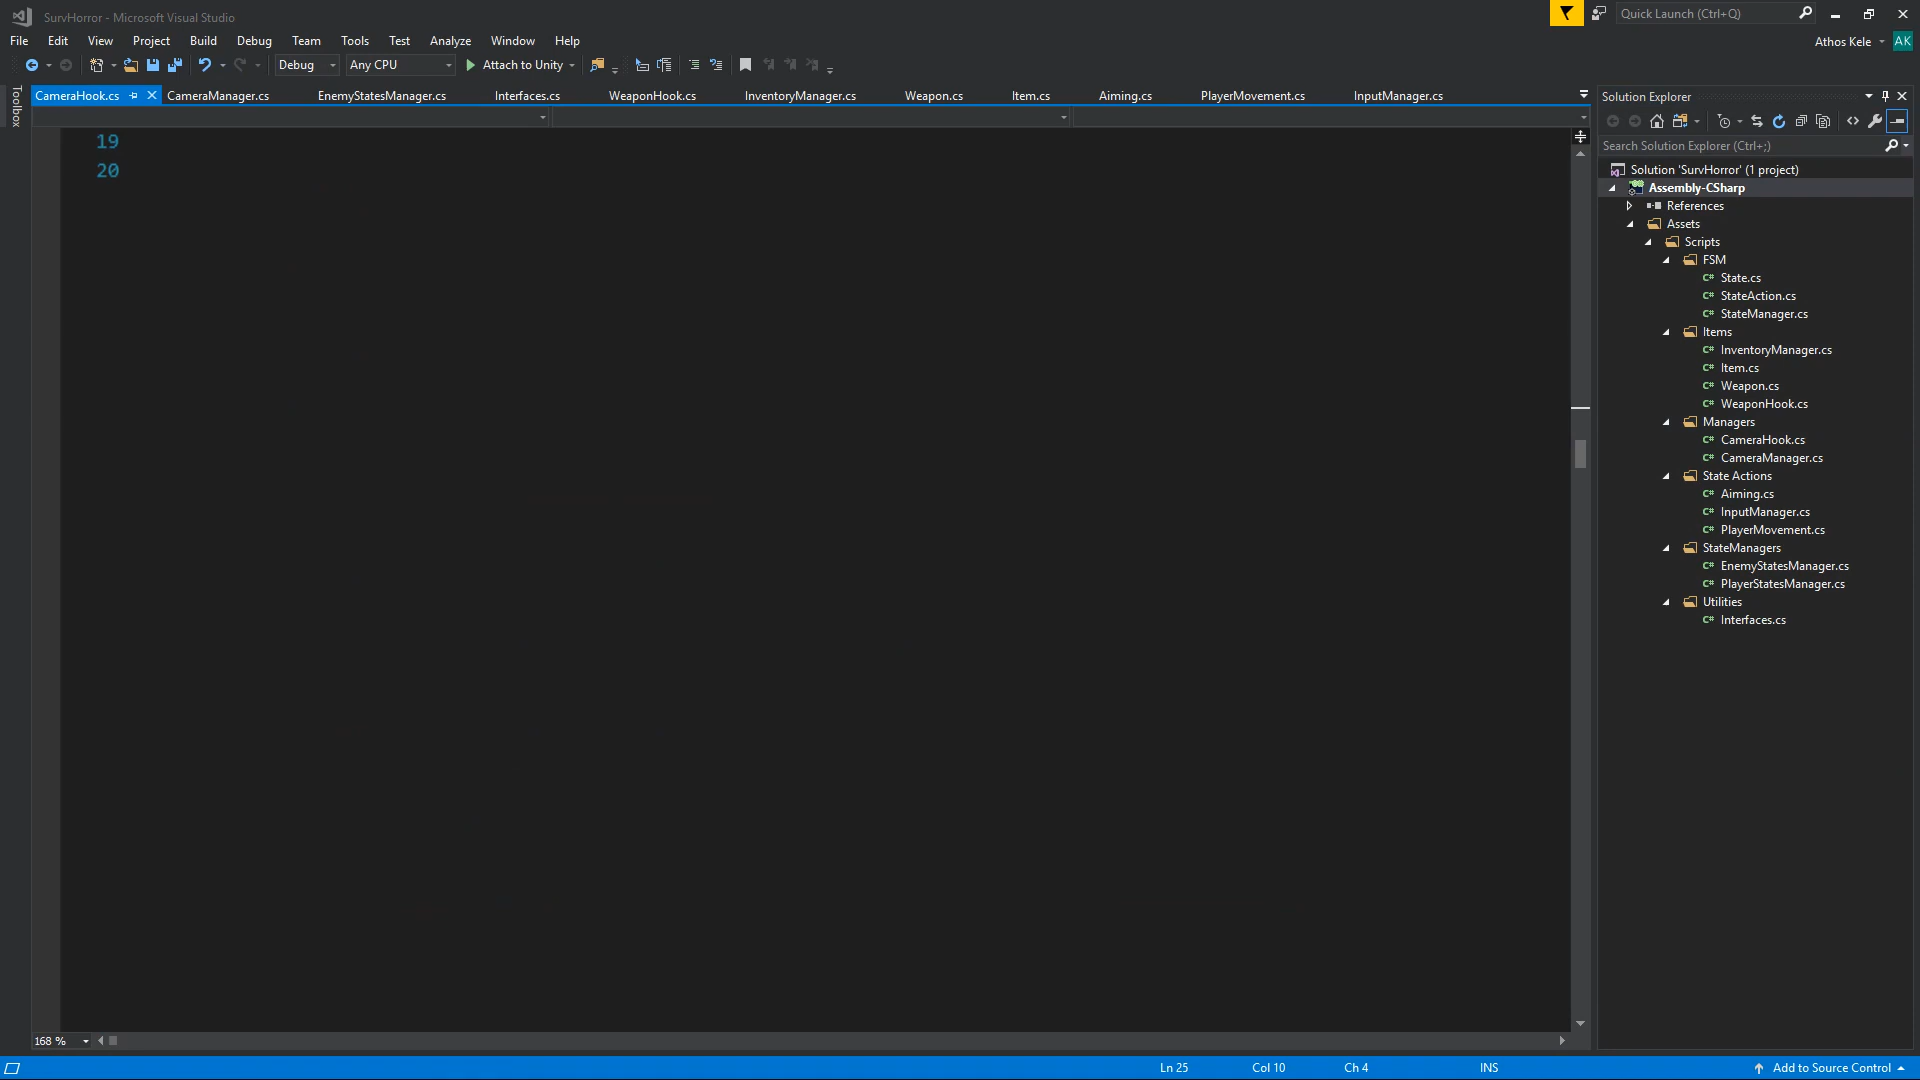 SurvHorror - Microsoft Visual Studio
Quick Launch (Ctrl+Q)
File Edit View Project Build Debug Team Tools Test Analyze Window Help
Athos Kele AK
Debug Any CPU Attach to Unity
Toolbox
CameraHook.cs CameraManager.cs EnemyStatesManager.cs Interfaces.cs WeaponHook.cs InventoryManager.cs Weapon.cs Item.cs Aiming.cs PlayerMovement.cs InputManager.cs
19
20
168 %
Solution Explorer
Search Solution Explorer (Ctrl+;)
Solution 'SurvHorror' (1 project)
Assembly-CSharp
References
Assets
Scripts
FSM
C# State.cs
C# StateAction.cs
C# StateManager.cs
Items
C# InventoryManager.cs
C# Item.cs
C# Weapon.cs
C# WeaponHook.cs
Managers
C# CameraHook.cs
C# CameraManager.cs
State Actions
C# Aiming.cs
C# InputManager.cs
C# PlayerMovement.cs
StateManagers
C# EnemyStatesManager.cs
C# PlayerStatesManager.cs
Utilities
C# Interfaces.cs
Ln 25 Col 10 Ch 4 INS Add to Source Control